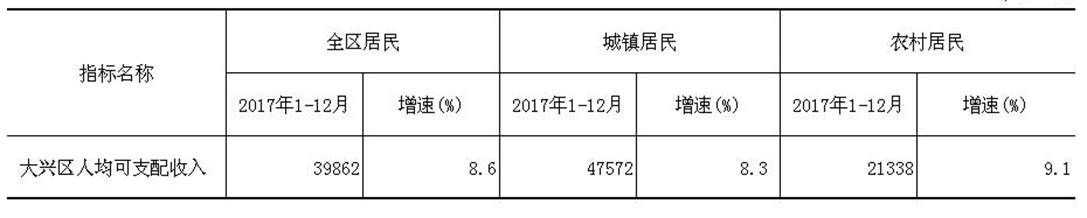 指标名称 全区居民 城镇居民 农村居民
2017年1-12月 增速(%) 2017年1-12月 增速(%) 2017年1-12月 增速(%)
大兴区人均可支配收入 39862 8.6 47572 8.3 21338 9.1